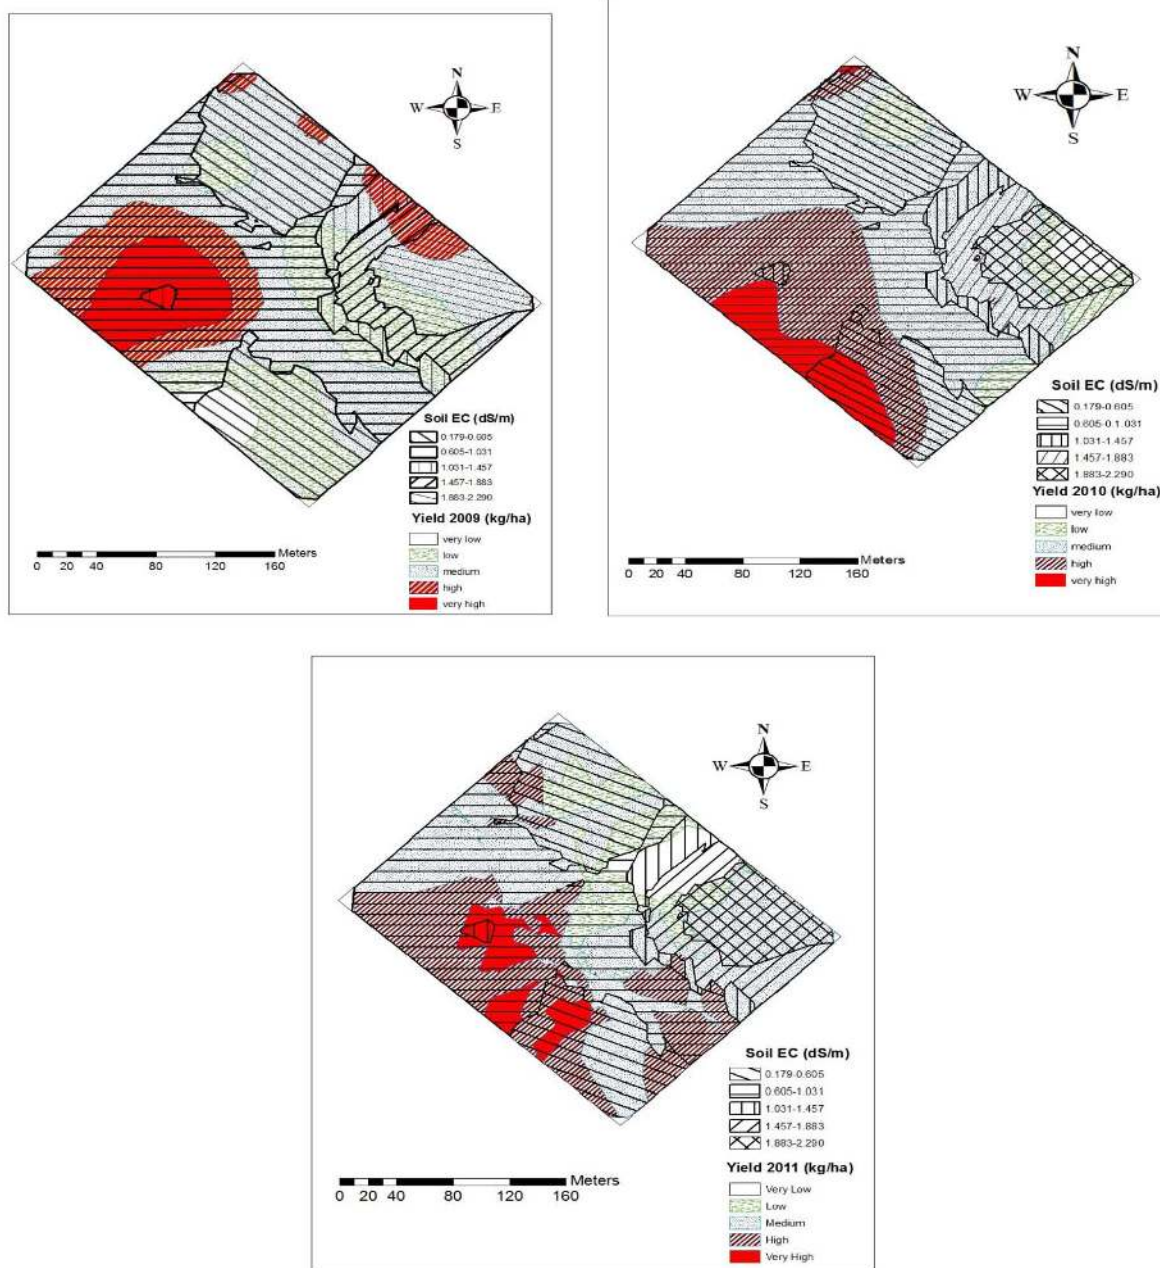 N
W E
S
Soil EC (dS/m)
0.179-0.605
0.605-1.031
1.031-1.457
1.457-1.883
1.883-2.290
Yield 2009 (kg/ha)
very low
low
medium
high
very high
Meters
0 20 40 80 120 160
N
W E
S
Soil EC (dS/m)
0.179-0.605
0.605-0.1.031
1.031-1.457
1.457-1.883
1.883-2.290
Yield 2010 (kg/ha)
very low
low
medium
high
very high
Meters
0 20 40 80 120 160
N
W E
S
Soil EC (dS/m)
0.179-0.605
0.605-1.031
1.031-1.457
1.457-1.883
1.883-2.290
Yield 2011 (kg/ha)
Very Low
Low
Medium
High
Very High
Meters
0 20 40 80 120 160